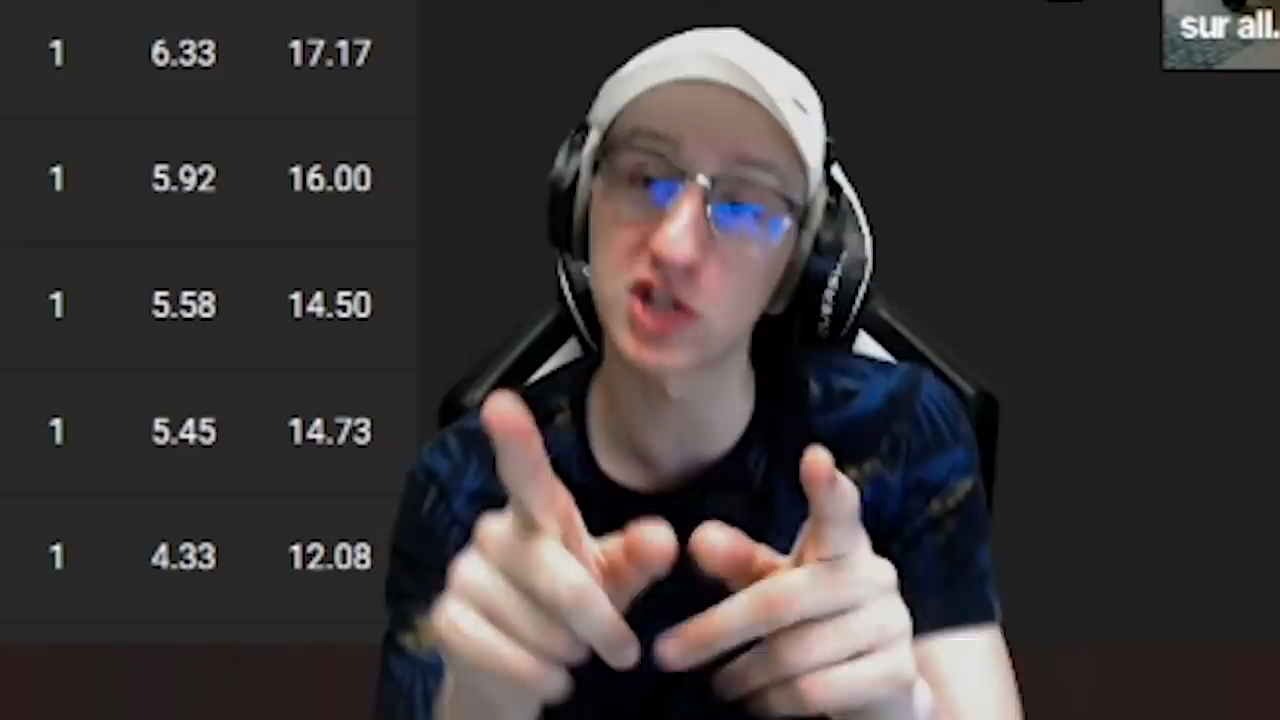 sur all.
1 6.33 17.17
1 5.92 16.00
1 5.58 14.50
1 5.45 14.73
1 4.33 12.08